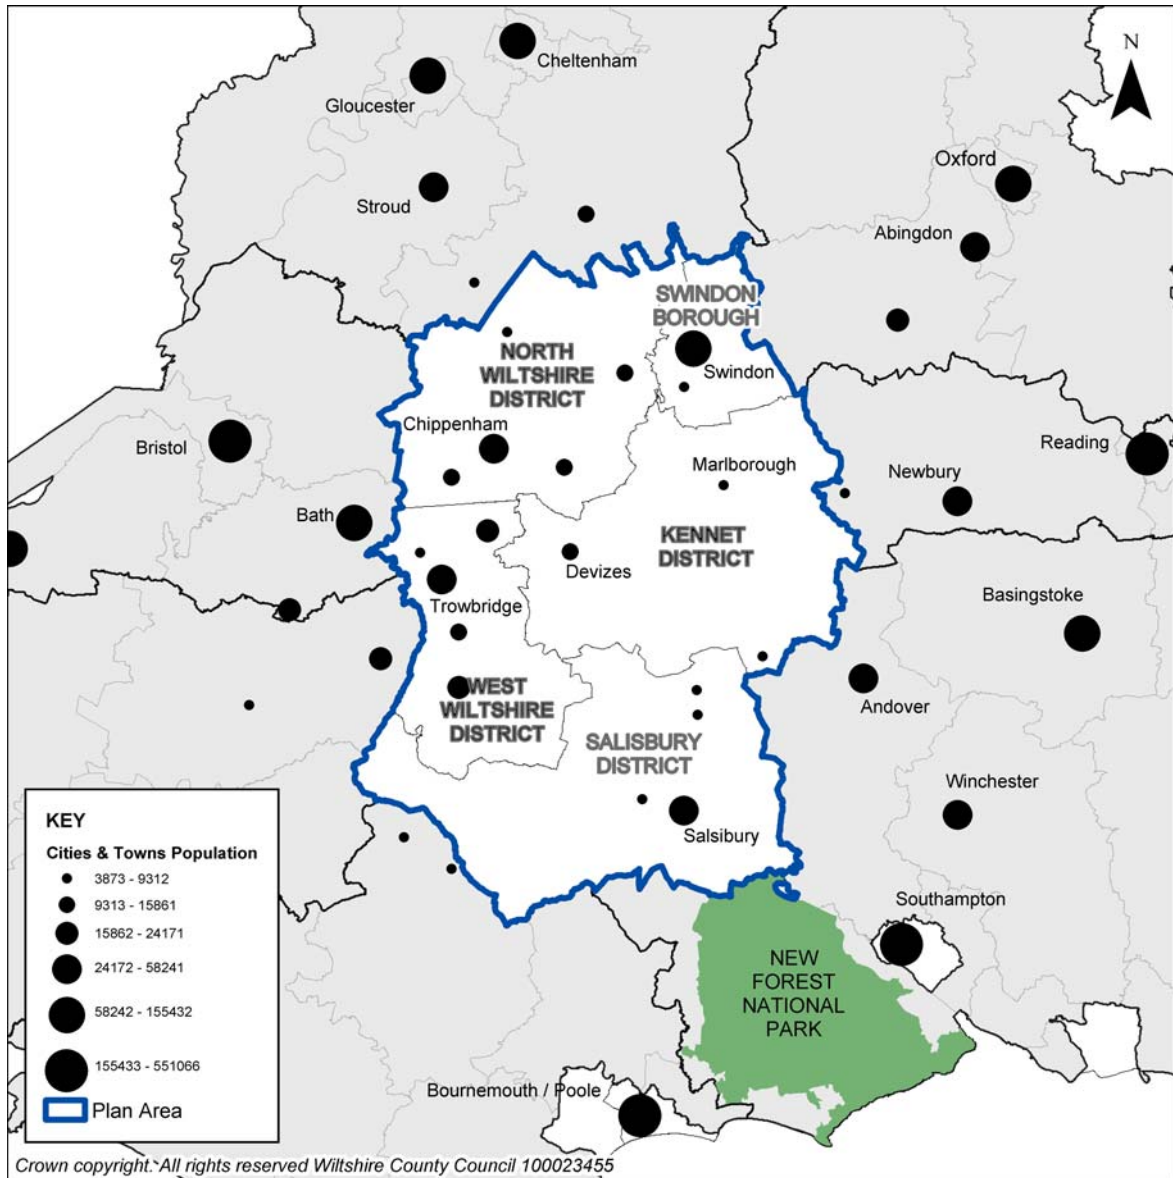 N
Cheltenham
Gloucester
Oxford
Stroud
Abingdon
SWINDON
BOROUGH
NORTH
WILTSHIRE
DISTRICT
Swindon
Chippenham
Bristol
Reading
Marlborough
Newbury
Bath
KENNET
DISTRICT
Devizes
Basingstoke
Trowbridge
WEST
WILTSHIRE
DISTRICT
Andover
SALISBURY
DISTRICT
Winchester
Salsibury
Southampton
NEW
FOREST
NATIONAL
PARK
Bournemouth / Poole
KEY
Cities & Towns Population
3873 - 9312
9313 - 15861
15862 - 24171
24172 - 58241
58242 - 155432
155433 - 551066
Plan Area
Crown copyright. All rights reserved Wiltshire County Council 100023455